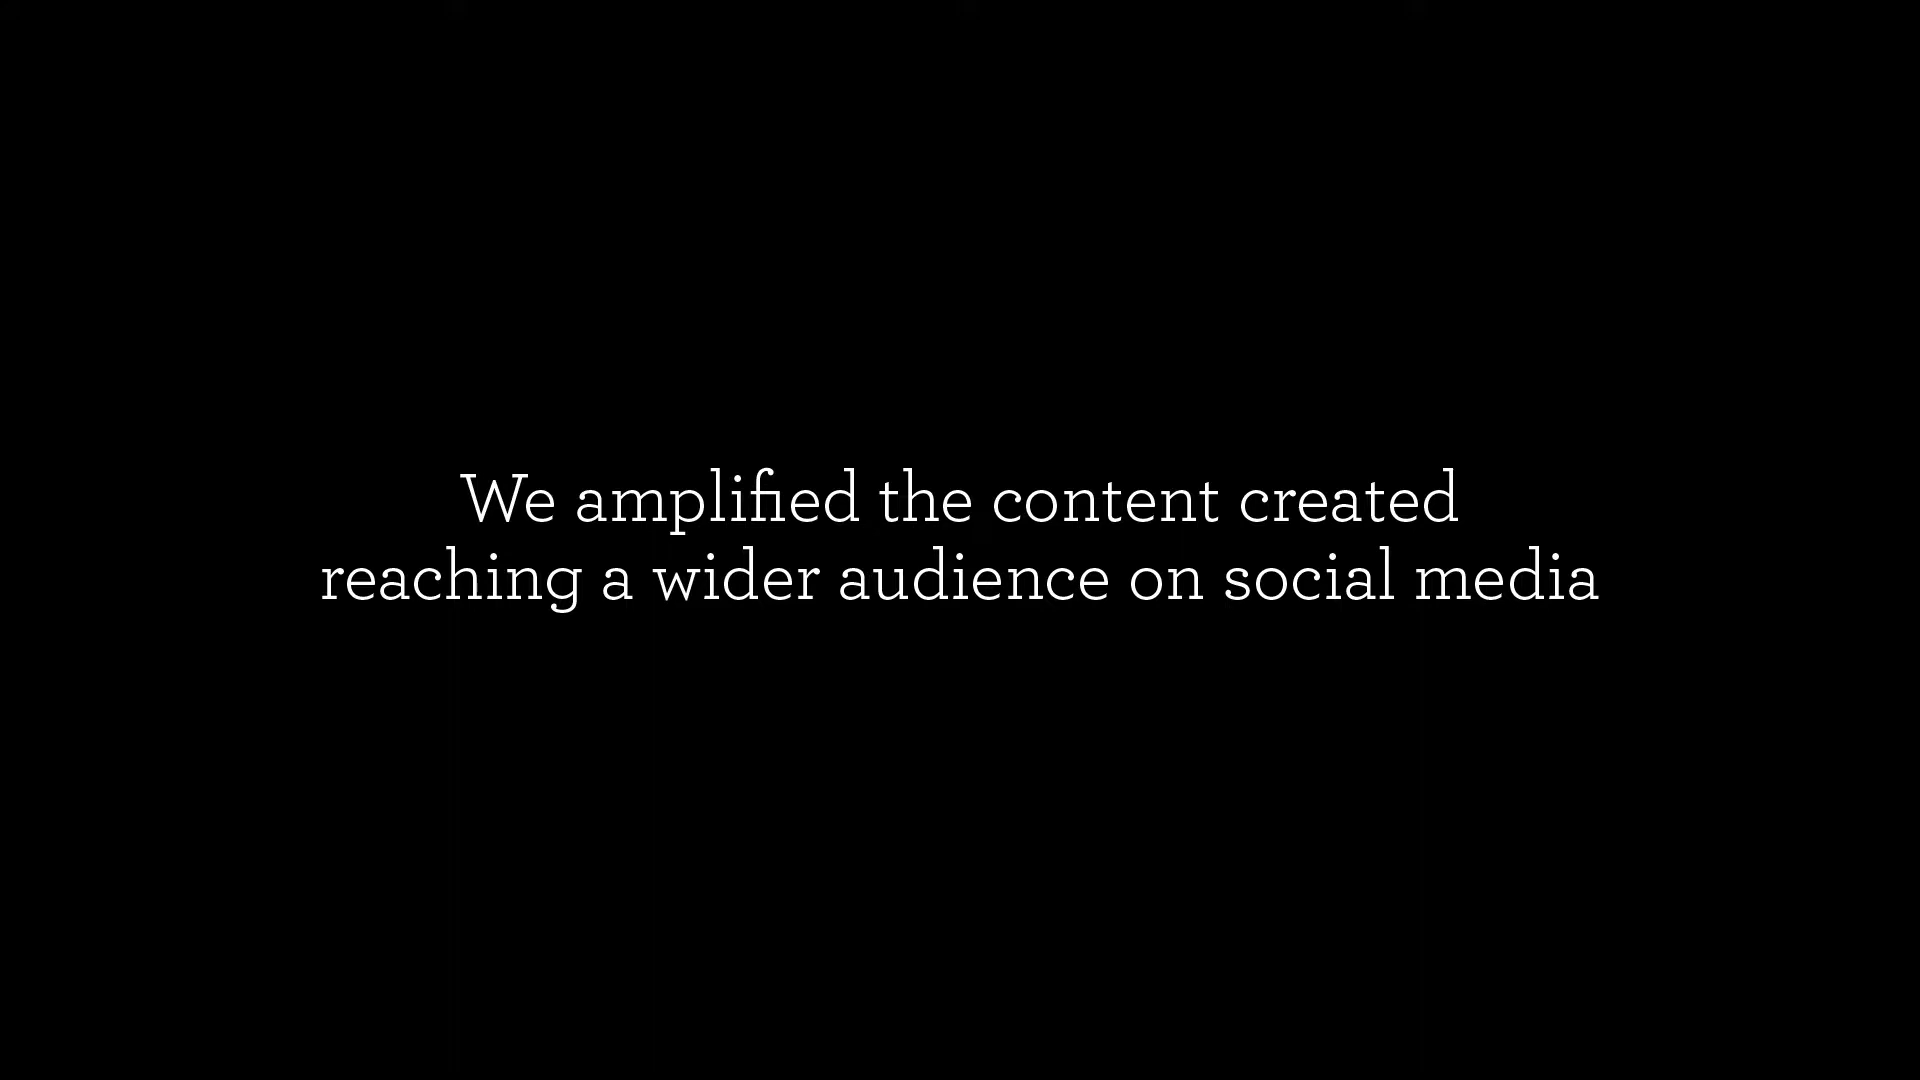 We amplified the content created
reaching a wider audience on social media